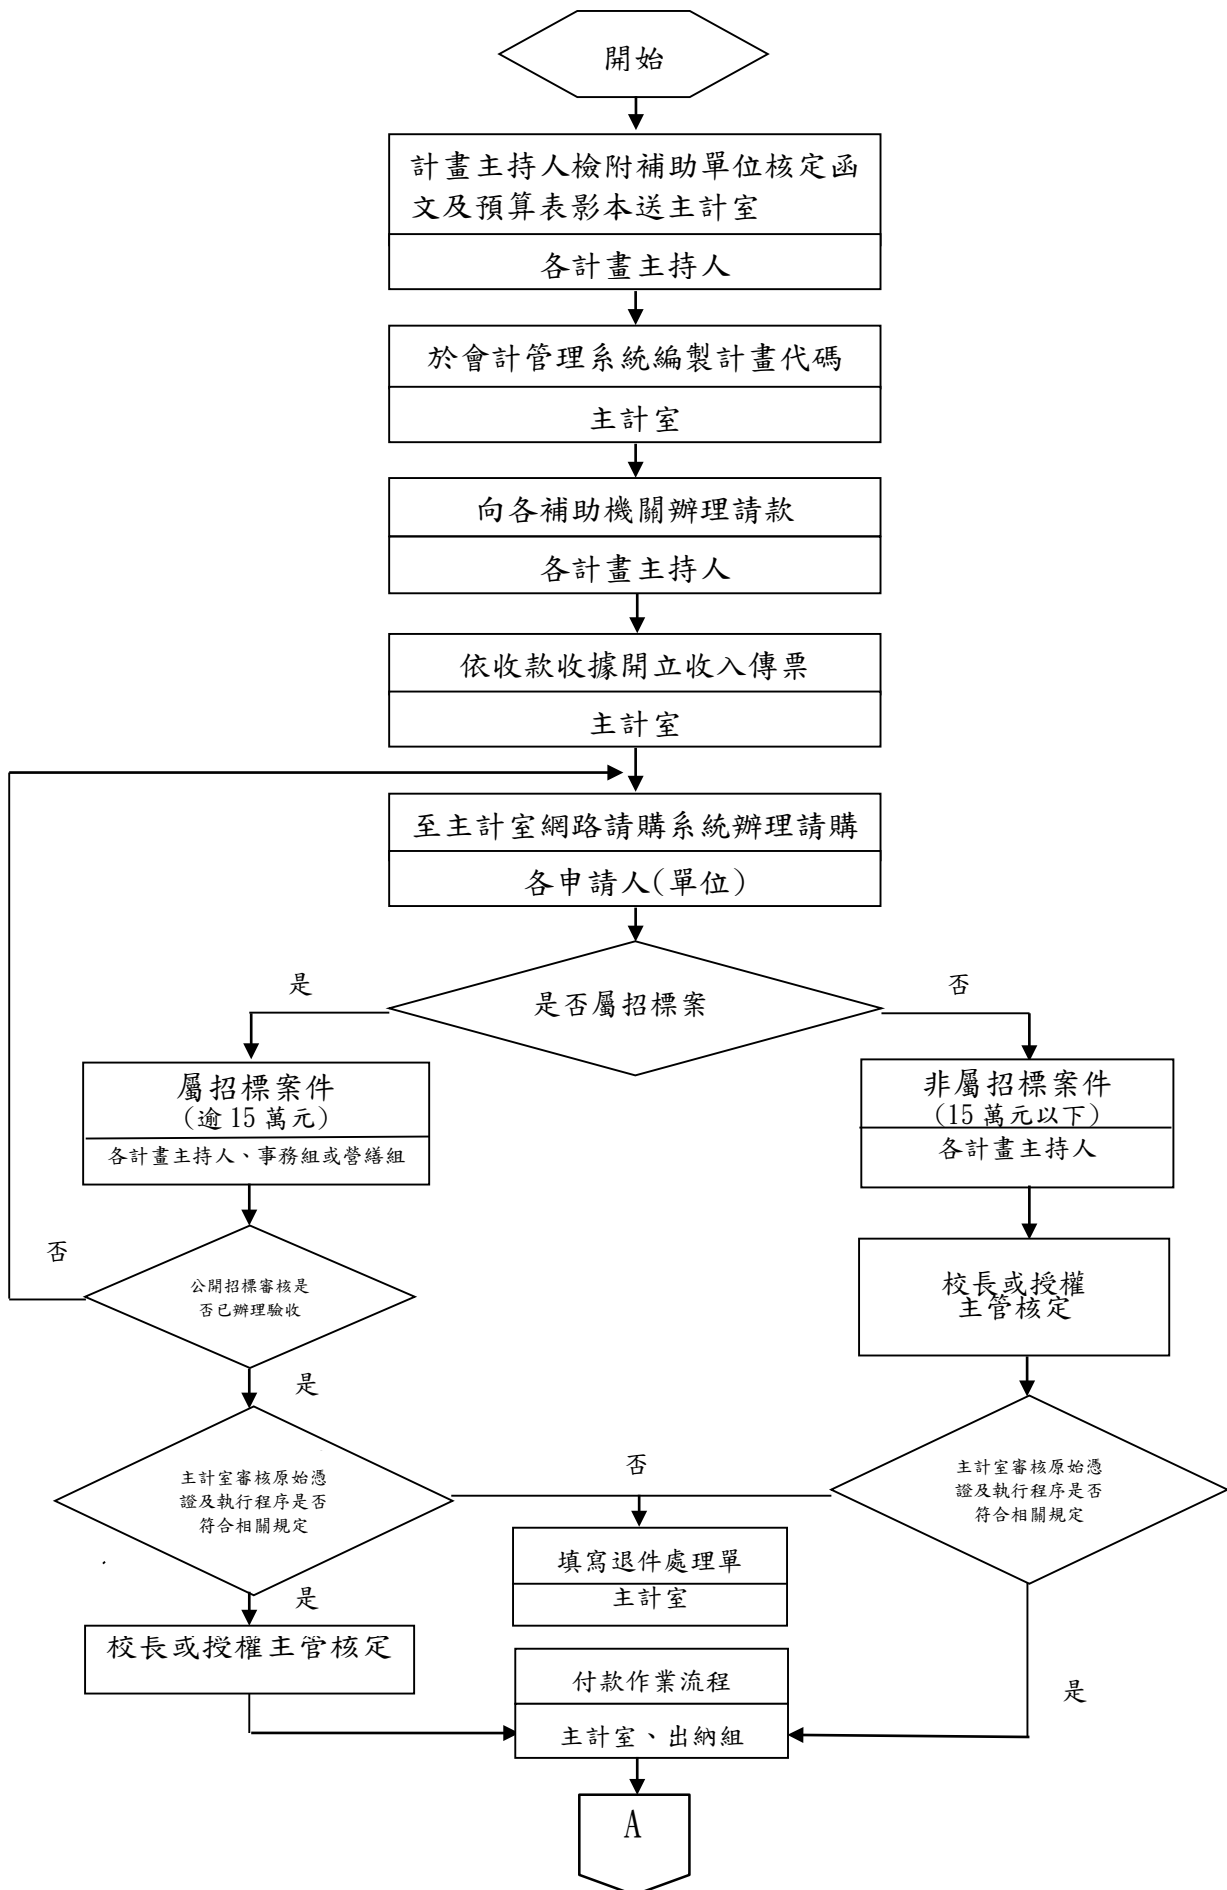 開始
計畫主持人檢附補助單位核定函
文及預算表影本送主計室
各計畫主持人
於會計管理系統編製計畫代碼
主計室
向各補助機關辦理請款
各計畫主持人
依收款收據開立收入傳票
主計室
至主計室網路請購系統辦理請購
各申請人(單位)
是否屬招標案
是
否
屬招標案件
(逾 15 萬元)
各計畫主持人、事務組或營繕組
非屬招標案件
(15 萬元以下)
各計畫主持人
否
公開招標審核是
否已辦理驗收
校長或授權
主管核定
是
主計室審核原始憑
證及執行程序是否
符合相關規定
否
主計室審核原始憑
證及執行程序是否
符合相關規定
填寫退件處理單
主計室
是
校長或授權主管核定
付款作業流程
主計室、出納組
是
A